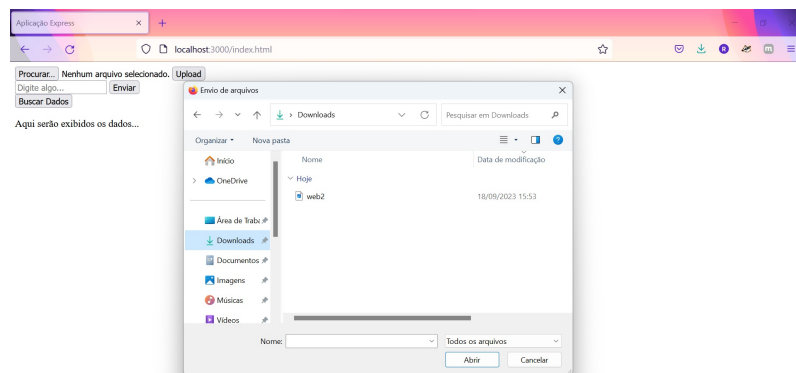 Aplicação Express
localhost:3000/index.html
Procurar... Nenhum arquivo selecionado. Upload
Digite algo... Enviar
Buscar Dados
Aqui serão exibidos os dados...
Envio de arquivos
Downloads
Pesquisar em Downloads
Organizar Nova pasta
Início
OneDrive
Área de Traba
Downloads
Documentos
Imagens
Músicas
Vídeos
Nome Data de modificação
Hoje
web2 18/09/2023 15:53
Nome: Todos os arquivos
Abrir Cancelar